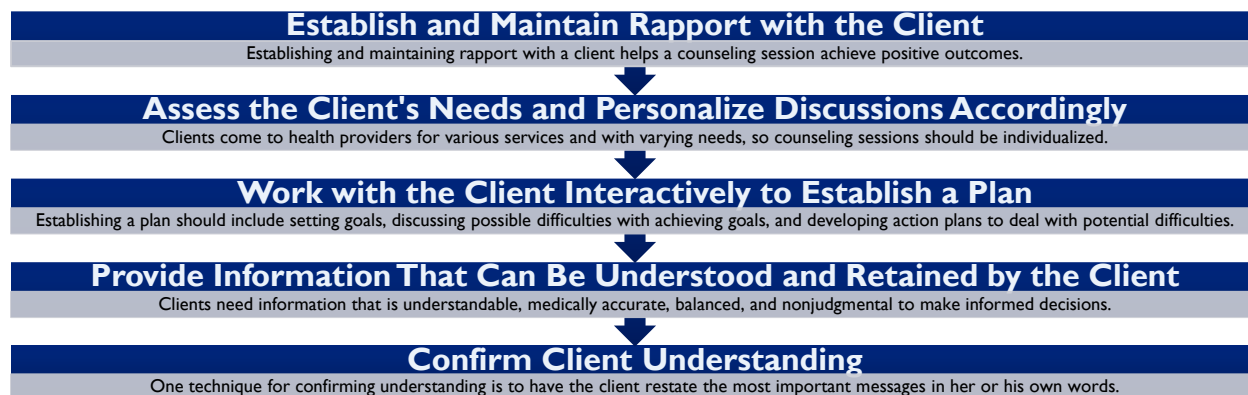 Establish and Maintain Rapport with the Client
Establishing and maintaining rapport with a client helps a counseling session achieve positive outcomes.
Assess the Client's Needs and Personalize Discussions Accordingly
Clients come to health providers for various services and with varying needs, so counseling sessions should be individualized.
Work with the Client Interactively to Establish a Plan
Establishing a plan should include setting goals, discussing possible difficulties with achieving goals, and developing action plans to deal with potential difficulties.
Provide Information That Can Be Understood and Retained by the Client
Clients need information that is understandable, medically accurate, balanced, and nonjudgmental to make informed decisions.
Confirm Client Understanding
One technique for confirming understanding is to have the client restate the most important messages in her or his own words.